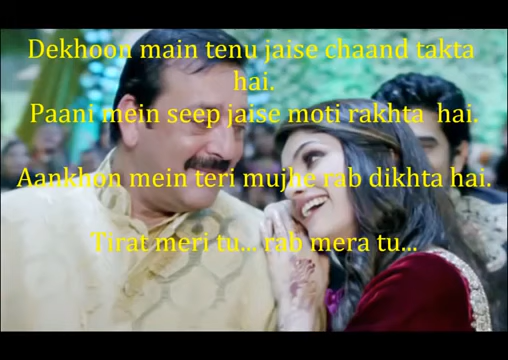 Dekhoon main tenu jaise chaand takta
hai.
Paani mein seep jaise moti rakhta  hai.
Aankhon mein teri mujhe rab dikhta hai.
Tirat meri tu... rab mera tu...